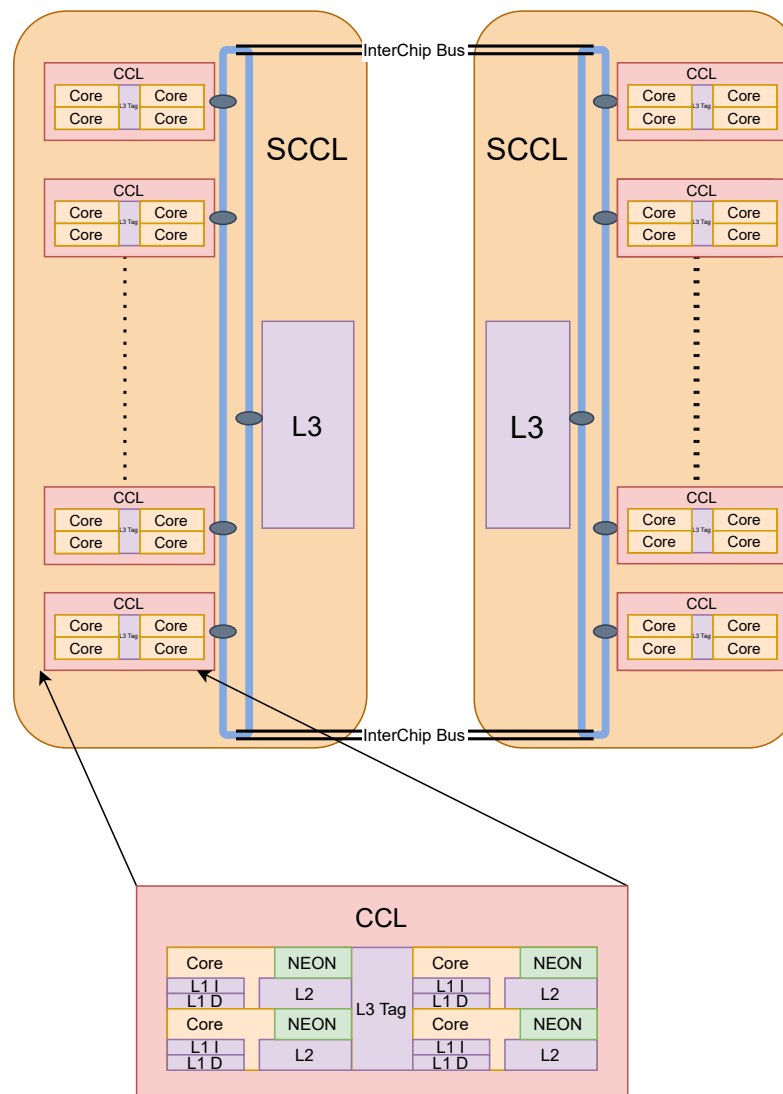 InterChip Bus
CCL
Core L3 Tag Core
Core Core
CCL
Core L3 Tag Core
Core Core
SCCL
L3
CCL
Core L3 Tag Core
Core Core
CCL
Core L3 Tag Core
Core Core
SCCL
L3
CCL
Core L3 Tag Core
Core Core
CCL
Core L3 Tag Core
Core Core
CCL
Core L3 Tag Core
Core Core
CCL
Core L3 Tag Core
Core Core
InterChip Bus
CCL
Core NEON Core NEON
L1 I L2 L1 I L2
L1 D L1 D
L3 Tag
Core NEON Core NEON
L1 I L2 L1 I L2
L1 D L1 D